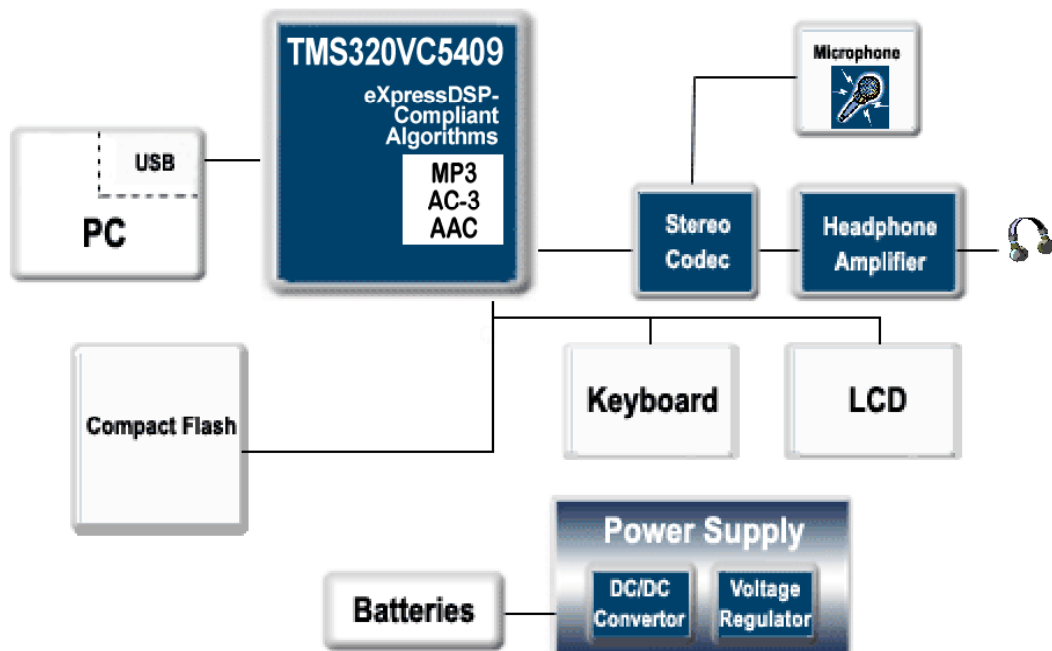 TMS320VC5409
eXpressDSP-
Compliant
Algorithms
MP3
AC-3
AAC
Microphone
USB
PC
Stereo
Codec
Headphone
Amplifier
Compact Flash
Keyboard
LCD
Power Supply
Batteries
DC/DC
Convertor
Voltage
Regulator